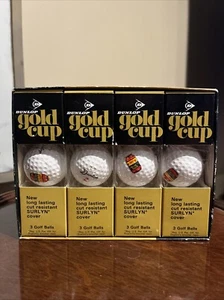 DUNLOP
gold
cup
New
long lasting
cut resistant
SURLYN®
cover
3 Golf Balls
DUNLOP
gold
cup
New
long lasting
cut resistant
SURLYN®
cover
3 Golf Balls
DUNLOP
gold
cup
New
long lasting
cut resistant
SURLYN®
cover
3 Golf Balls
DUNLOP
gold
cup
New
long lasting
cut resistant
SURLYN®
cover
3 Golf Balls